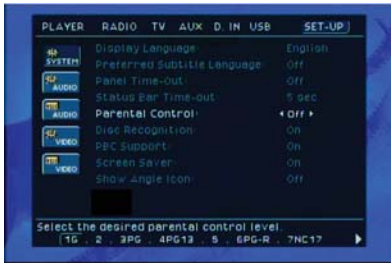 PLAYER RADIO TV AUX D. IN USB SET-UP
SYSTEM
AUDIO
AUDIO
VIDEO
VIDEO
Display Language: English
Preferred Subtitle Language: Off
Panel Time-Out: Off
Status Bar Time-out: 5 sec
Parental Control: Off
Disc Recognition: On
PBC Support: On
Screen Saver: On
Show Angle Icon: Off
Select the desired parental control level.
1G . 2 . 3PG . 4PG13 . 5 . 6PG-R . 7NC17